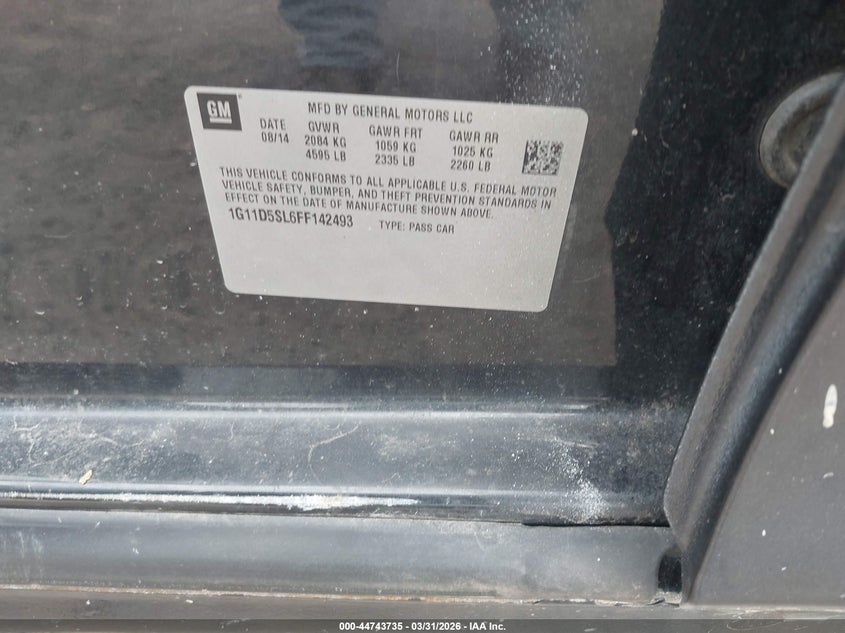 GM
MFD BY GENERAL MOTORS LLC
DATE GVWR GAWR FRT GAWR RR
08/14 2084 KG 1059 KG 1025 KG
4595 LB 2335 LB 2260 LB
THIS VEHICLE CONFORMS TO ALL APPLICABLE U.S. FEDERAL MOTOR
VEHICLE SAFETY, BUMPER, AND THEFT PREVENTION STANDARDS IN
EFFECT ON THE DATE OF MANUFACTURE SHOWN ABOVE.
1G11D5SL6FF142493 TYPE: PASS CAR
000-44743735 - 03/31/2026 - IAA Inc.